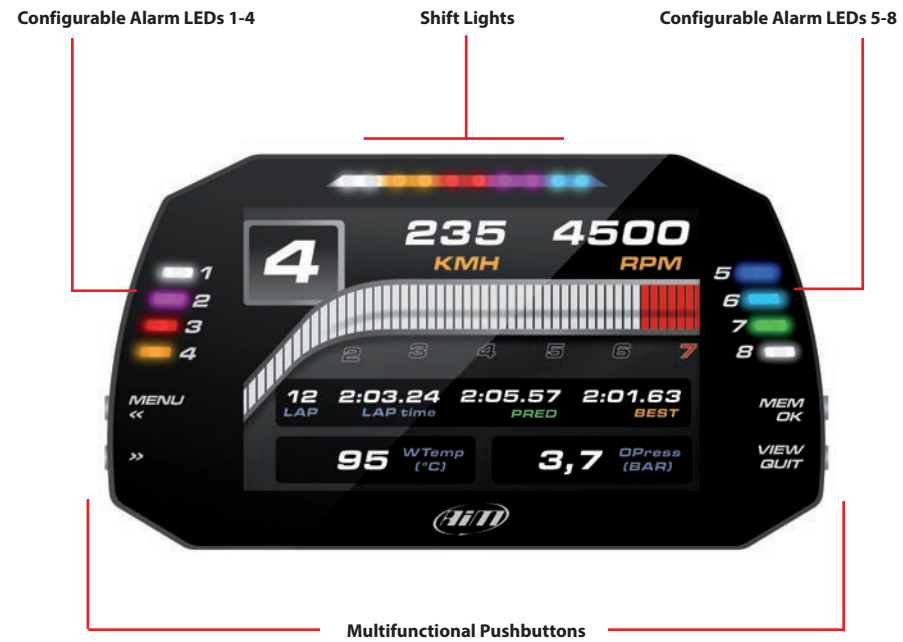 Configurable Alarm LEDs 1-4
Shift Lights
Configurable Alarm LEDs 5-8
4
235
KMH
4500
RPM
1
2
3
4
5
6
7
8
2 3 4 5 6 7
12
LAP
2:03.24
LAP time
2:05.57
PRED
2:01.63
BEST
95 WTemp
(°C)
3,7 OPress
(BAR)
MENU
<<
>>
MEM
OK
VIEW
QUIT
AiM
Multifunctional Pushbuttons